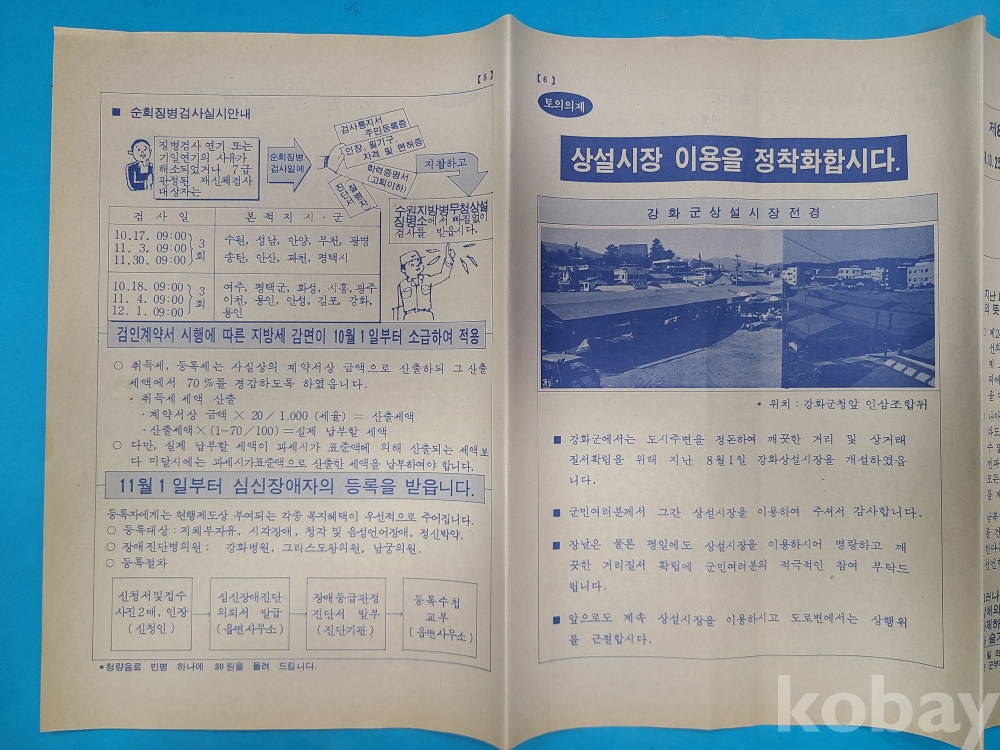 【5】
■ 순회징병검사실시안내
징병검사 연기 또는
기일연기의 사유가
해소되었거나 7급
판정된 재신체검사
대상자는
순회징병
검사일에
검사통지서
주민등록증
인장, 필기구,
자격 및 면허증
학력증명서
(고퇴이하)
질병자
진단서
지참하고
수원지방병무청상설
징병소에서 빠짐없이
검사를 받읍시다.
검 사 일
본 적 지 시 · 군
10.17. 09:00
11. 3. 09:00
11.30. 09:00
3
회
수원, 성남, 안양, 부천, 광명
송탄, 안산, 과천, 평택시
10.18. 09:00
11. 4. 09:00
12. 1. 09:00
3
회
여주, 평택군, 화성, 시흥, 광주
이천, 용인, 안성, 김포, 강화,
용인
검인계약서 시행에 따른 지방세 감면이 10월 1일부터 소급하여 적용
○ 취득세, 등록세는 사실상의 계약서상 금액으로 산출하되 그 산출
세액에서 70%를 경감하도록 하였읍니다.
· 취득세 세액 산출
· 계약서상 금액 × 20/1.000 (세율) = 산출세액
· 산출세액×(1-70/100)=실제 납부할 세액
○ 다만, 실제 납부할 세액이 과세시가 표준액에 의해 산출되는 세액보
다 미달시에는 과세시가표준액으로 산출한 세액을 납부하여야 합니다.
11월 1일부터 심신장애자의 등록을 받읍니다.
등록자에게는 현행제도상 부여되는 각종 복지혜택이 우선적으로 주어집니다.
○ 등록대상 : 지체부자유, 시각장애, 청각 및 음성언어장애, 정신박약.
○ 장애진단병의원 : 강화병원, 그리스도왕의원, 남궁의원.
○ 등록절차
신청서및접수
사진2매, 인장
(신청인)
심신장애진단
의뢰서 발급
(읍면사무소)
장애등급판정
진단서 발부
(진단기관)
등록수첩
교부
(읍면사무소)
*청량음료 빈병 하나에 30원을 돌려 드립니다.
【6】
토의의제
상설시장 이용을 정착화합시다.
강화군상설시장전경
* 위치 : 강화군청앞 인삼조합뒤
■ 강화군에서는 도시주변을 정돈하여 깨끗한 거리 및 상거래
질서확립을 위해 지난 8월1일 강화상설시장을 개설하였읍
니다.
■ 군민여러분께서 그간 상설시장을 이용하여 주셔서 감사합니다.
■ 장날은 물론 평일에도 상설시장을 이용하시어 명랑하고 깨
끗한 거리질서 확립에 군민여러분의 적극적인 참여 부탁드
립니다.
■ 앞으로도 계속 상설시장을 이용하시고 도로변에서는 상행위
를 근절합시다.
kobay